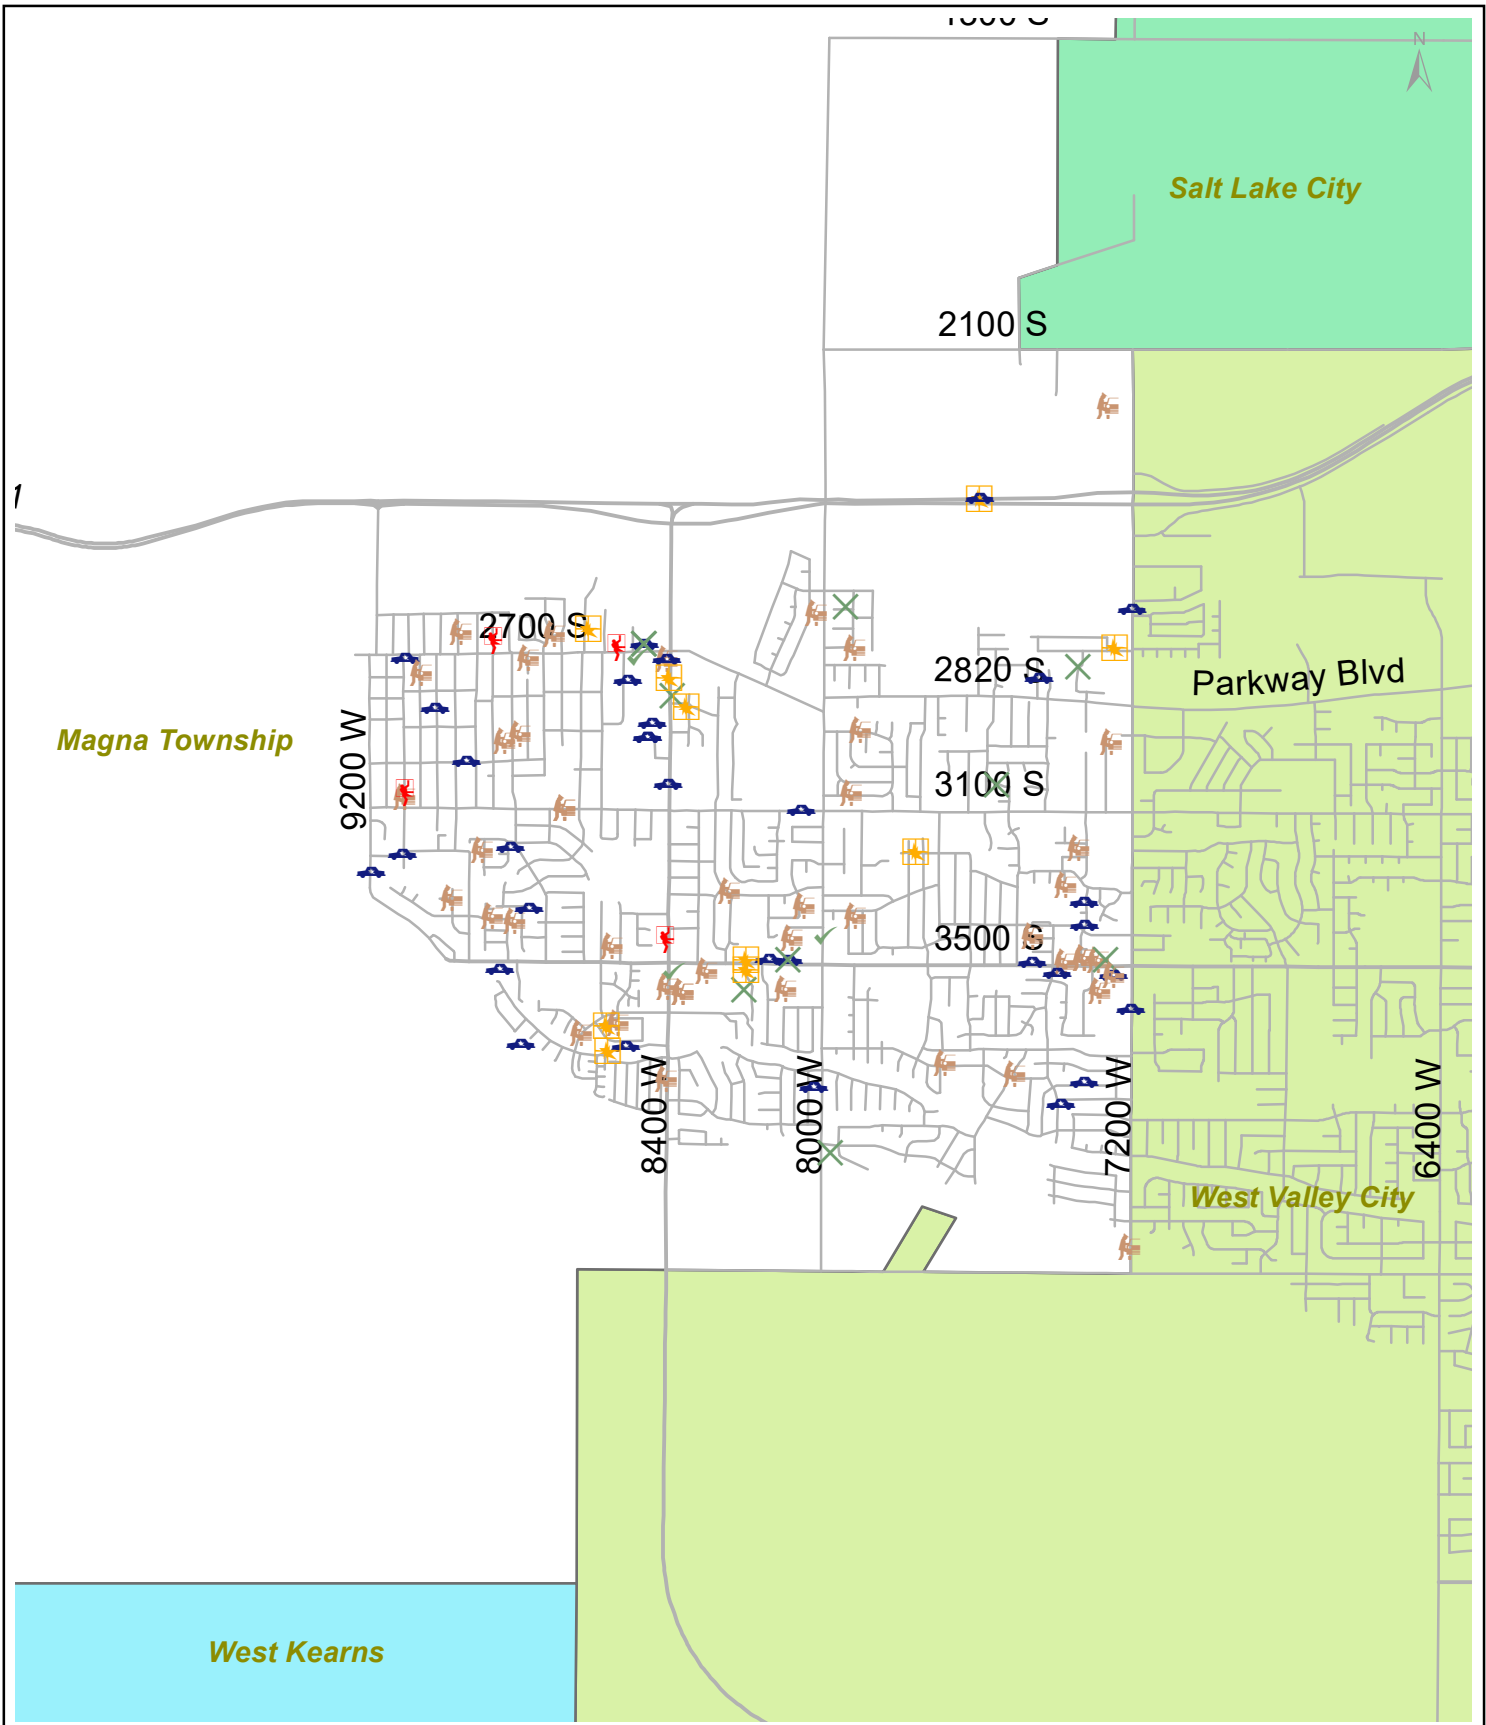 N
Salt Lake City
2100 S
2700 S
2820 S
Parkway Blvd
Magna Township
9200 W
3100 S
3500 S
8400 W
8000 W
7200 W
6400 W
West Valley City
West Kearns